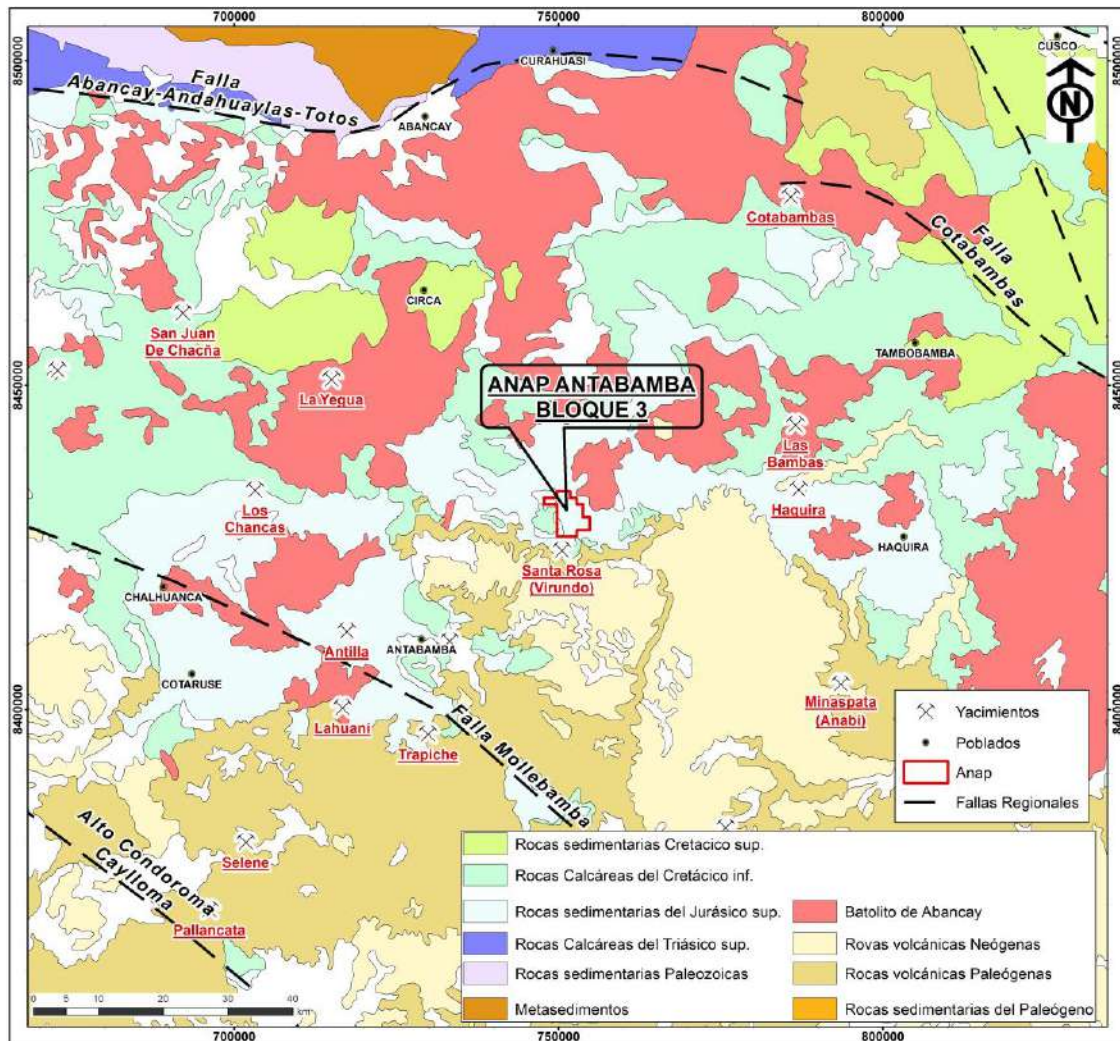 700000
750000
800000
8500000
8500000
CUSCO
N
Falla
Abancay-Andahuaylas-Totos
CURAHUASI
ABANCAY
Cotabambas
Falla
Cotabambas
CIRCA
San Juan
De Chacña
TAMBOBAMBA
8450000
8450000
La Yegua
ANAP ANTABAMBA
BLOQUE 3
Las
Bambas
Los
Chancas
Haquira
HAQUIRA
Santa Rosa
(Virundo)
CHALHUANCA
Antilla
ANTABAMBA
COTARUSE
Lahuani
Trapiche
Falla Mollebamba
Minaspata
(Anabi)
8400000
8400000
Yacimientos
Poblados
Anap
Fallas Regionales
Selene
Alto Condoroma-
Caylloma
Pallancata
Rocas sedimentarias Cretacico sup.
Rocas Calcáreas del Cretácico inf.
Rocas sedimentarias del Jurásico sup.
Rocas Calcáreas del Triásico sup.
Rocas sedimentarias Paleozoicas
Metasedimentos
Batolito de Abancay
Rovas volcánicas Neógenas
Rocas volcánicas Paleógenas
Rocas sedimentarias del Paleógeno
0 5 10 20 30 40
km
700000
750000
800000